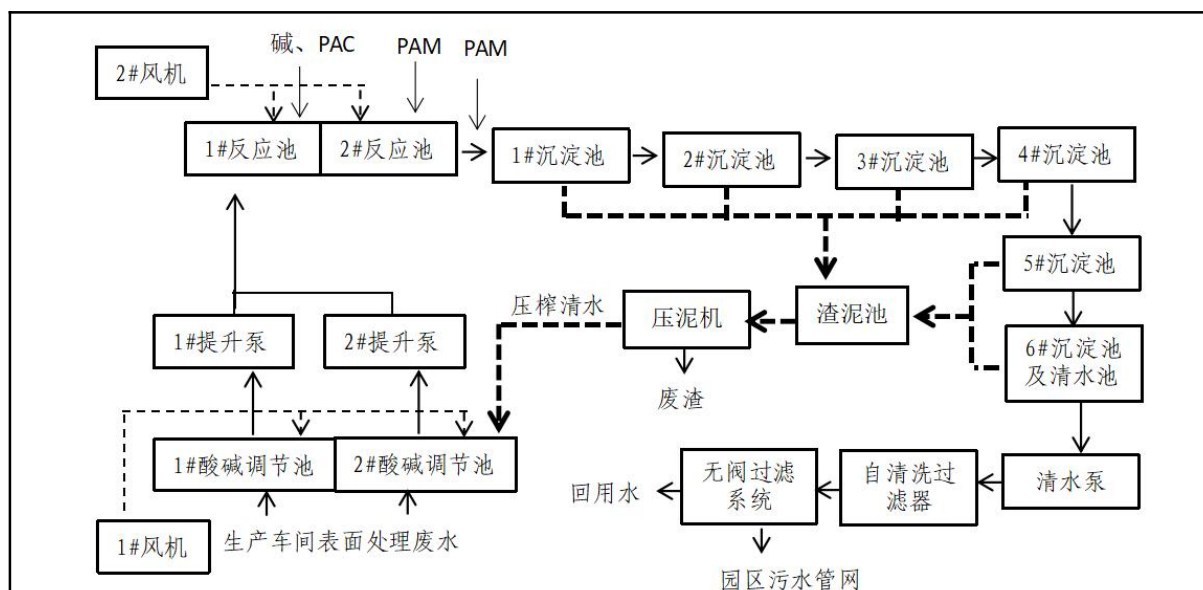 碱、PAC
PAM
PAM
2#风机
1#反应池
2#反应池
1#沉淀池
2#沉淀池
3#沉淀池
4#沉淀池
5#沉淀池
压榨清水
压泥机
渣泥池
1#提升泵
2#提升泵
6#沉淀池
及清水池
废渣
1#酸碱调节池
2#酸碱调节池
回用水
无阀过滤
系统
自清洗过
滤器
清水泵
1#风机
生产车间表面处理废水
园区污水管网